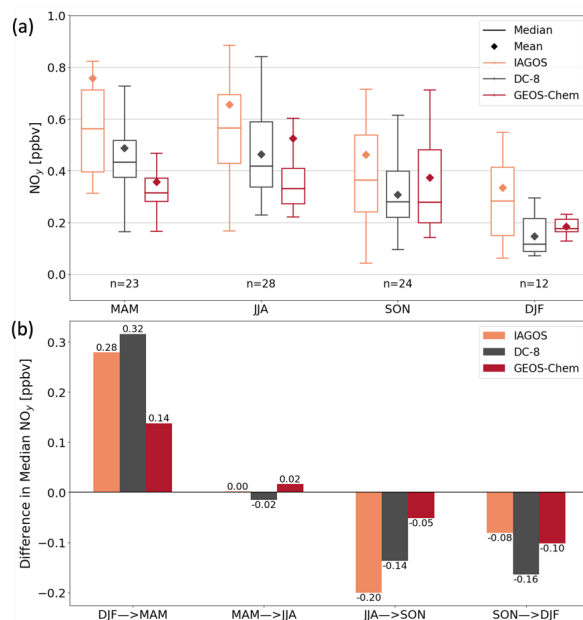 (a)
NOy [ppbv]
1.0
0.8
0.6
0.4
0.2
0.0
Median
Mean
IAGOS
DC-8
GEOS-Chem
n=23
n=28
n=24
n=12
MAM
JJA
SON
DJF
(b)
Difference in Median NOy [ppbv]
0.3
0.2
0.1
0.0
−0.1
−0.2
IAGOS
DC-8
GEOS-Chem
0.28
0.32
0.14
0.00
-0.02
0.02
-0.20
-0.14
-0.05
-0.08
-0.16
-0.10
DJF—>MAM
MAM—>JJA
JJA—>SON
SON—>DJF